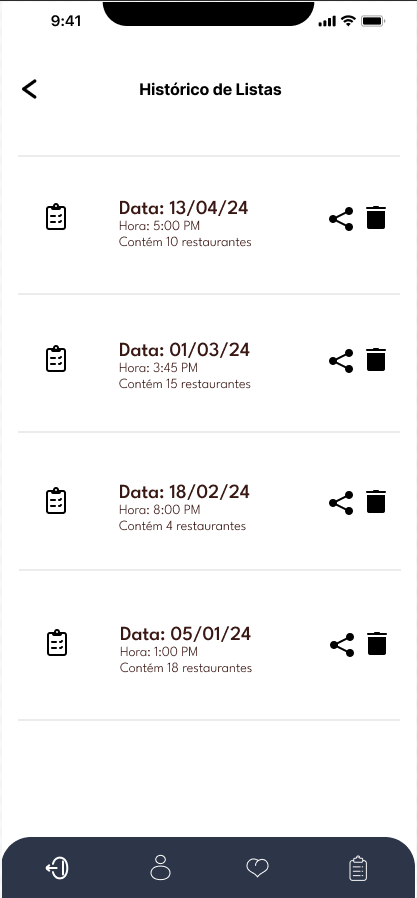 9:41
Histórico de Listas
Data: 13/04/24
Hora: 5:00 PM
Contém 10 restaurantes
Data: 01/03/24
Hora: 3:45 PM
Contém 15 restaurantes
Data: 18/02/24
Hora: 8:00 PM
Contém 4 restaurantes
Data: 05/01/24
Hora: 1:00 PM
Contém 18 restaurantes